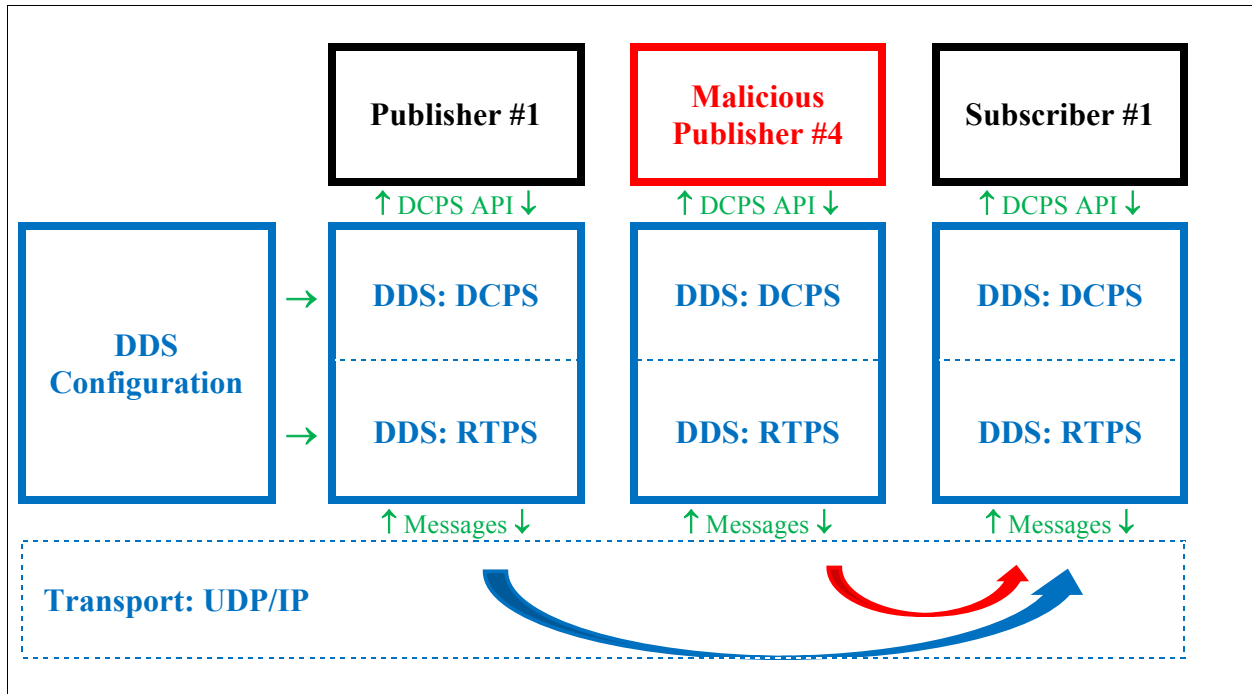 Publisher #1
Malicious
Publisher #4
Subscriber #1
↑ DCPS API ↓
↑ DCPS API ↓
↑ DCPS API ↓
DDS
Configuration
→
→
DDS: DCPS
DDS: DCPS
DDS: DCPS
DDS: RTPS
DDS: RTPS
DDS: RTPS
↑ Messages ↓
↑ Messages ↓
↑ Messages ↓
Transport: UDP/IP